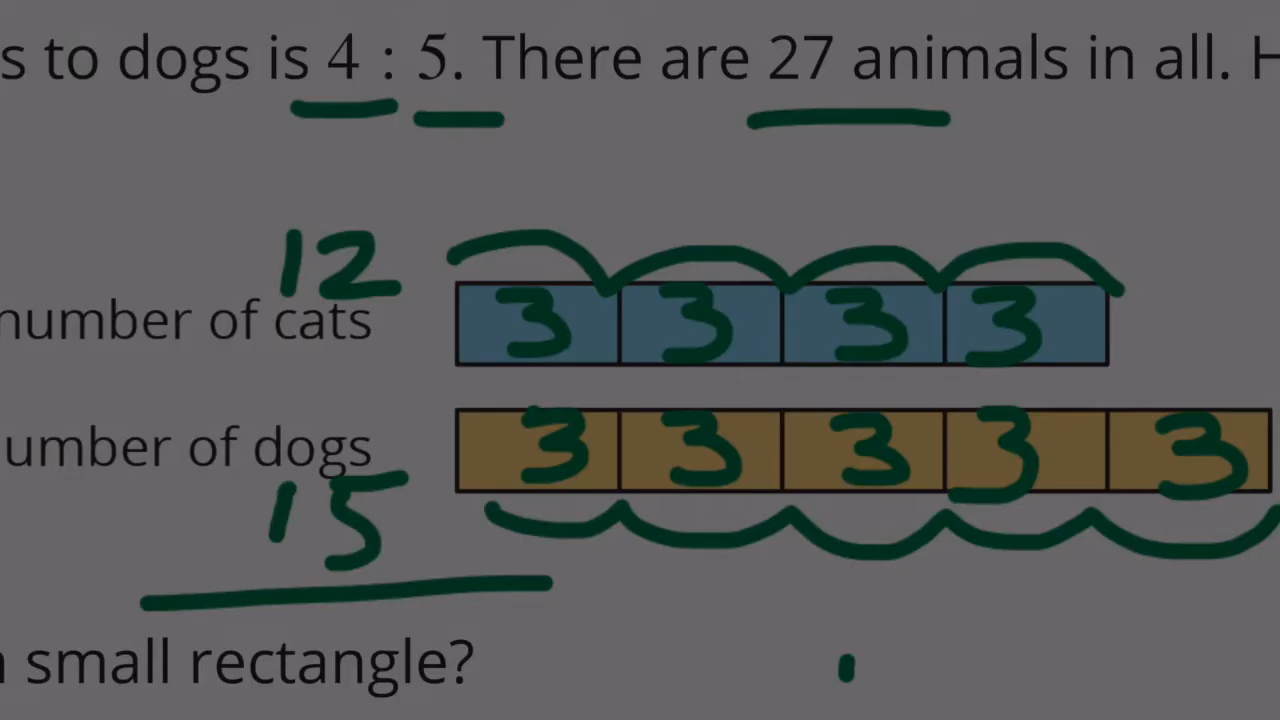 s to dogs is 4 : 5. There are 27 animals in all. H
12
number of cats
3 3 3 3
umber of dogs
3 3 3 3 3
15
small rectangle?